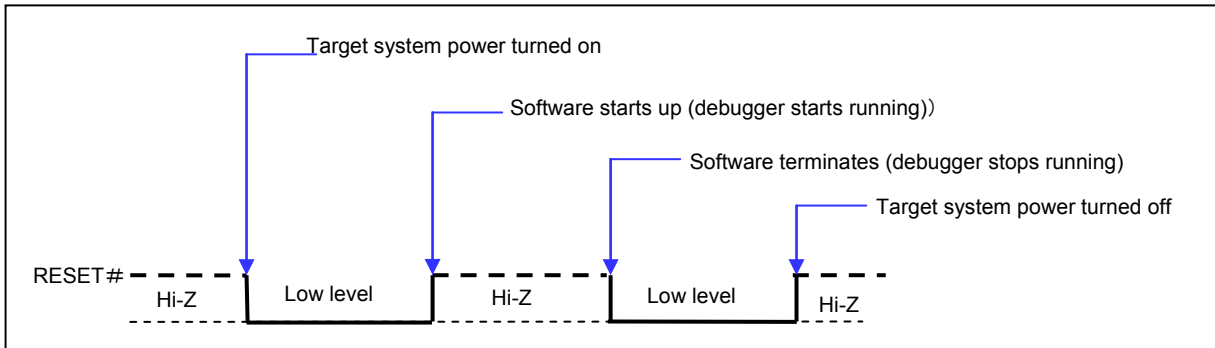 Target system power turned on
Software starts up (debugger starts running)）
Software terminates (debugger stops running)
Target system power turned off
RESET＃
Hi-Z
Low level
Hi-Z
Low level
Hi-Z